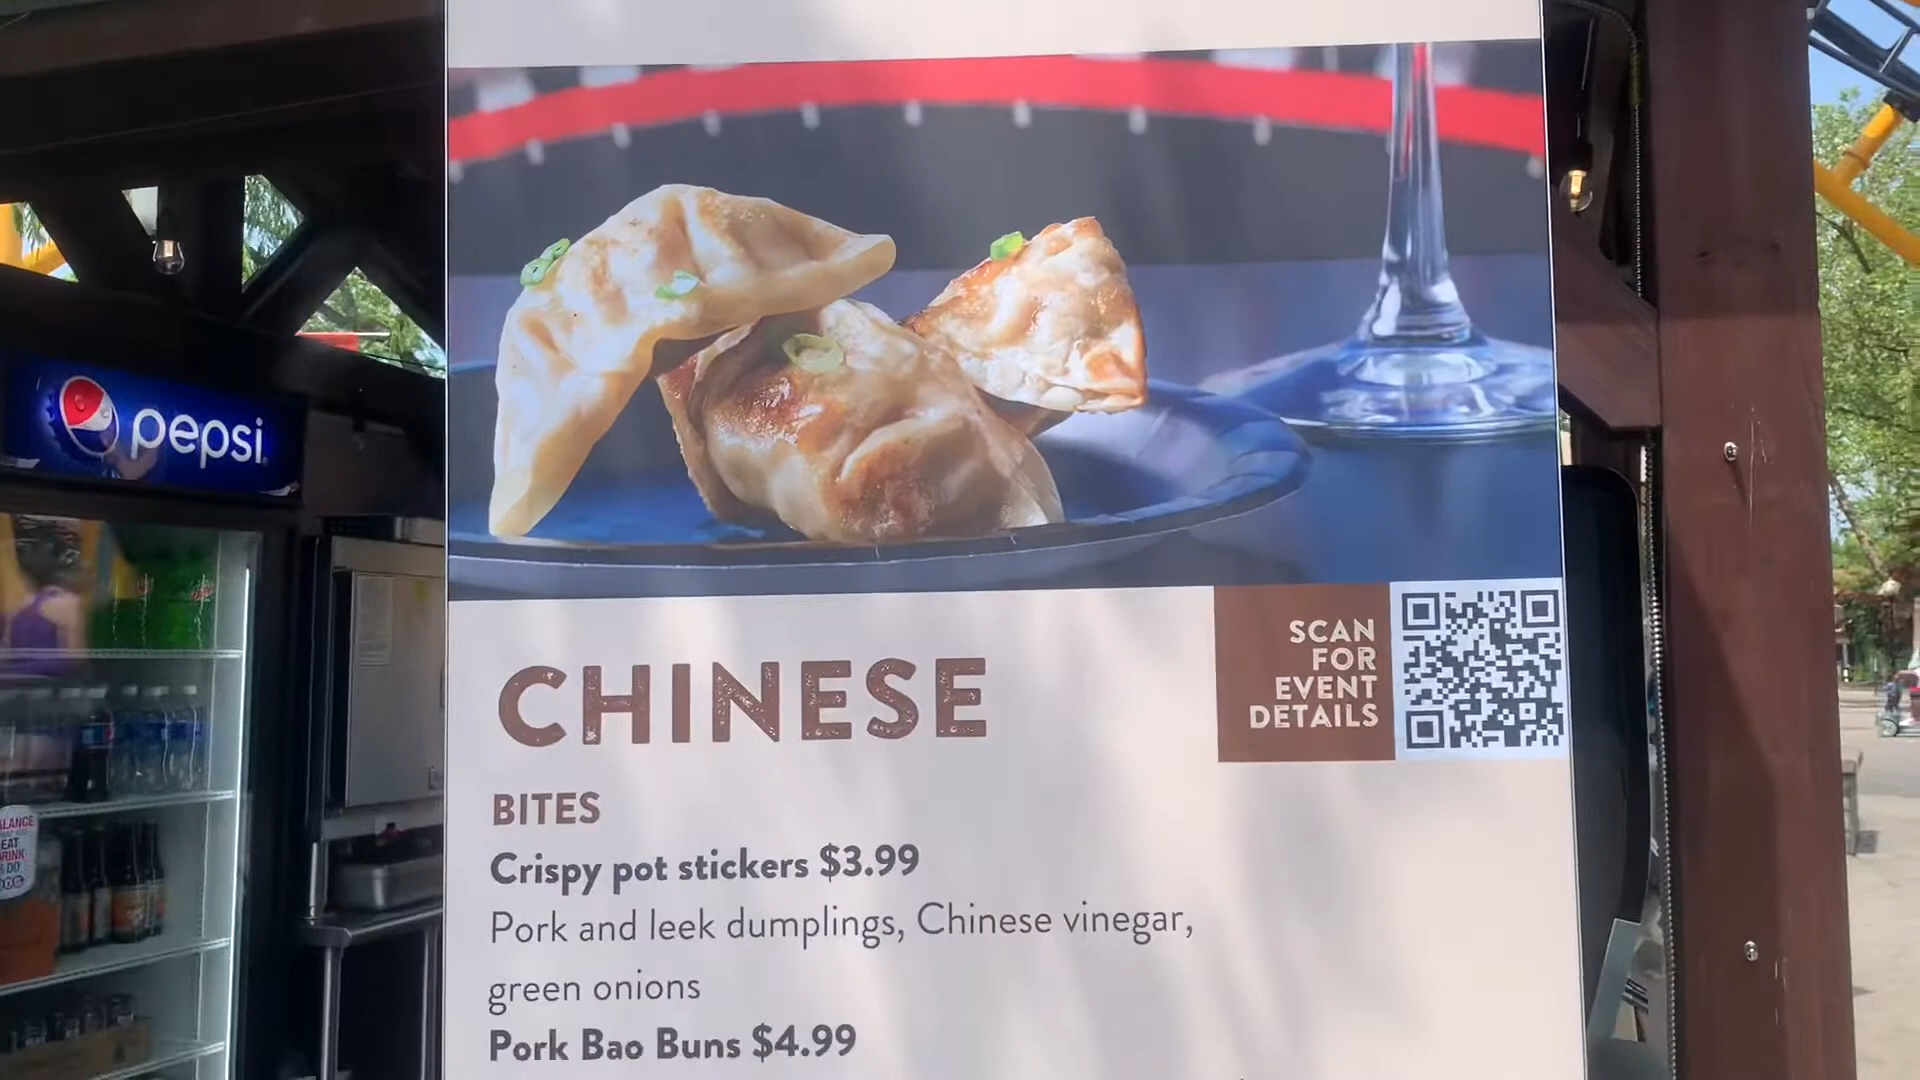 pepsi
SCAN
FOR
EVENT
DETAILS
CHINESE
BITES
Crispy pot stickers $3.99
Pork and leek dumplings, Chinese vinegar,
green onions
Pork Bao Buns $4.99
EAT